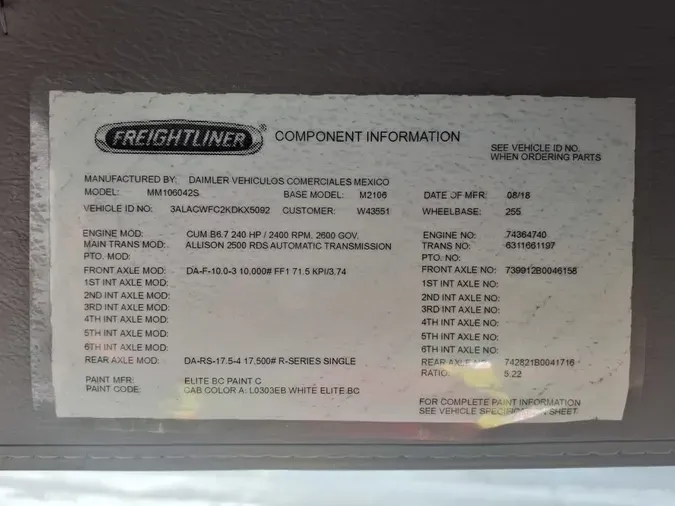 FREIGHTLINER®
COMPONENT INFORMATION
SEE VEHICLE ID NO.
WHEN ORDERING PARTS
MANUFACTURED BY: DAIMLER VEHICULOS COMERCIALES MEXICO
MODEL: MM106042S BASE MODEL: M2106 DATE OF MFR: 08/18
VEHICLE ID NO: 3ALACWFC2KDKX5092 CUSTOMER: W43551 WHEELBASE: 255
ENGINE MOD: CUM B6.7 240 HP / 2400 RPM. 2600 GOV. ENGINE NO: 74364740
MAIN TRANS MOD: ALLISON 2500 RDS AUTOMATIC TRANSMISSION TRANS NO: 6311661197
PTO. MOD: PTO. NO:
FRONT AXLE MOD: DA-F-10.0-3 10,000# FF1 71.5 KPI/3.74 FRONT AXLE NO: 739912B0046158
1ST INT AXLE MOD: 1ST INT AXLE NO:
2ND INT AXLE MOD: 2ND INT AXLE NO:
3RD INT AXLE MOD: 3RD INT AXLE NO:
4TH INT AXLE MOD: 4TH INT AXLE NO:
5TH INT AXLE MOD: 5TH INT AXLE NO:
6TH INT AXLE MOD: 6TH INT AXLE NO:
REAR AXLE MOD: DA-RS-17.5-4 17,500# R-SERIES SINGLE REAR AXLE NO: 742821B0041716
RATIO: 5.22
PAINT MFR: ELITE BC PAINT C
PAINT CODE: CAB COLOR A: L0303EB WHITE ELITE BC
FOR COMPLETE PAINT INFORMATION
SEE VEHICLE SPECIFICATION SHEET